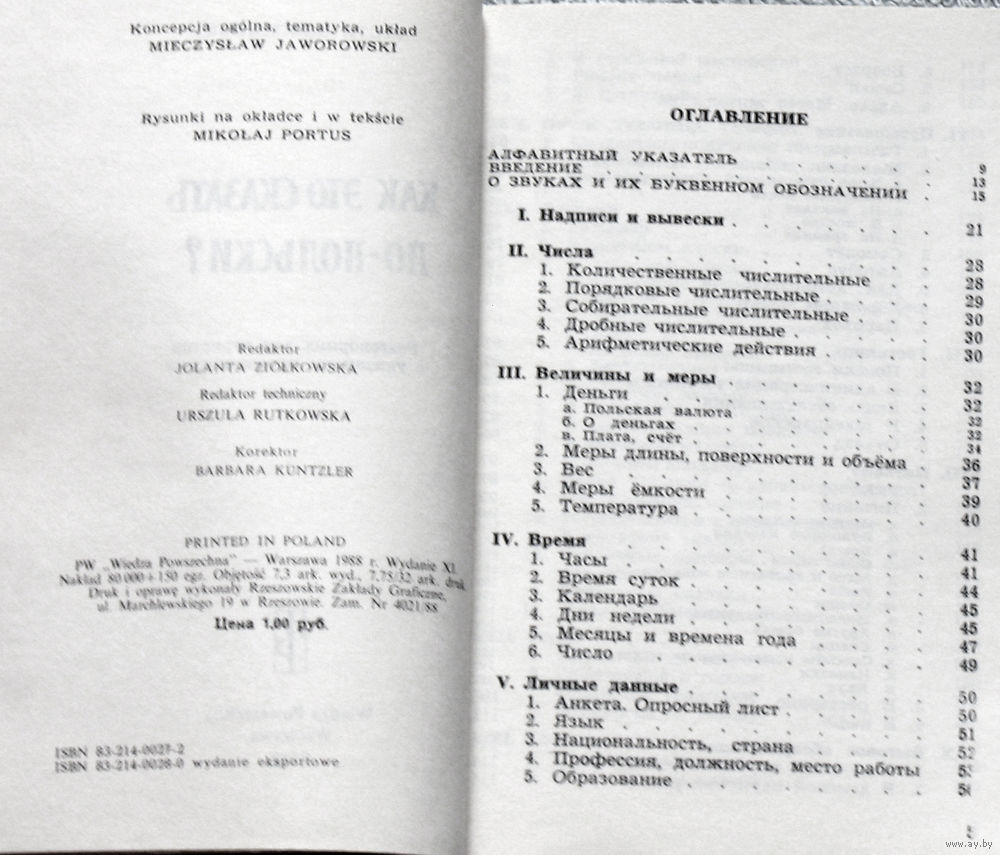 Koncepcja ogólna, tematyka, układ
MIECZYSŁAW JAWOROWSKI
Rysunki na okładce i w tekście
MIKOŁAJ PORTUS
Redaktor
JOLANTA ZIÓŁKOWSKA
Redaktor techniczny
URSZULA RUTKOWSKA
Korektor
BARBARA KUNTZLER
PRINTED IN POLAND
PW „Wiedza Powszechna" — Warszawa 1988 r. Wydanie XI.
Nakład 80 000+150 egz. Objętość 7,3 ark. wyd., 7,75/32 ark. druk
Druk i oprawę wykonały Rzeszowskie Zakłady Graficzne,
ul. Marchlewskiego 19 w Rzeszowie. Zam. Nr 4021/88
Цена 1,00 руб.
ISBN 83-214-0027-2
ISBN 83-214-0028-0 wydanie eksportowe
ОГЛАВЛЕНИЕ
АЛФАВИТНЫЙ УКАЗАТЕЛЬ . . . . . 9
ВВЕДЕНИЕ . . . . . 13
О ЗВУКАХ И ИХ БУКВЕННОМ ОБОЗНАЧЕНИИ . 15
I. Надписи и вывески . . . . . 21
II. Числа . . . . . 28
1. Количественные числительные . . 28
2. Порядковые числительные . . . 29
3. Собирательные числительные . . 30
4. Дробные числительные . . . 30
5. Арифметические действия . . . 30
III. Величины и меры 32
1. Деньги . . . . . 32
а. Польская валюта . . . . . 32
б. О деньгах . . . . . 32
в. Плата, счёт . . . . . 34
2. Меры длины, поверхности и объёма 36
3. Вес . . . . . 37
4. Меры ёмкости . . . . . 39
5. Температура . . . . . 40
IV. Время . . . . . 41
1. Часы . . . . . 41
2. Время суток . . . . . 44
3. Календарь . . . . . 45
4. Дни недели . . . . . 45
5. Месяцы и времена года . . . 47
6. Число . . . . . 49
V. Личные данные . . . . . 50
1. Анкета. Опросный лист . . . . 50
2. Язык . . . . . 51
3. Национальность, страна . . . 52
4. Профессия, должность, место работы 53
5. Образование . . . . .
www.ay.by